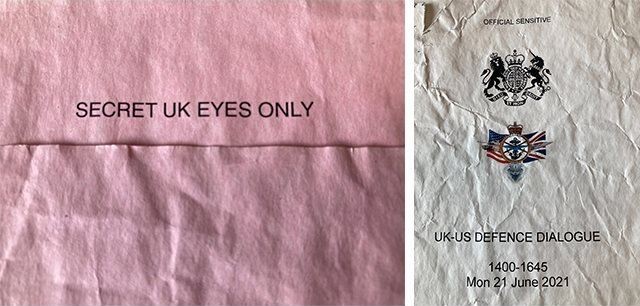 SECRET UK EYES ONLY
OFFICIAL SENSITIVE
UK-US DEFENCE DIALOGUE
1400-1645
Mon 21 June 2021